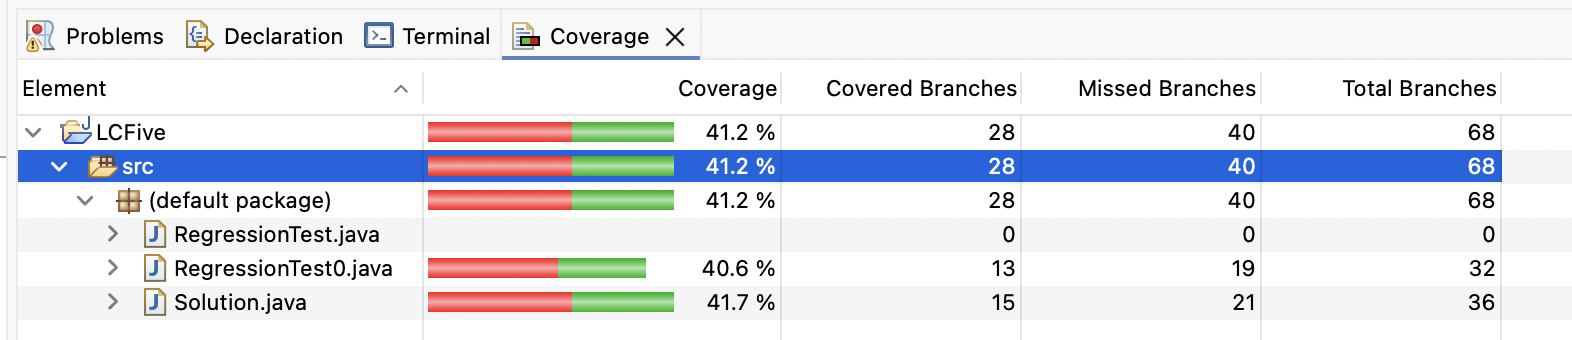 Problems Declaration Terminal Coverage
Element Coverage Covered Branches Missed Branches Total Branches
LCFive 41.2 % 28 40 68
src 41.2 % 28 40 68
(default package) 41.2 % 28 40 68
RegressionTest.java 0 0 0
RegressionTest0.java 40.6 % 13 19 32
Solution.java 41.7 % 15 21 36